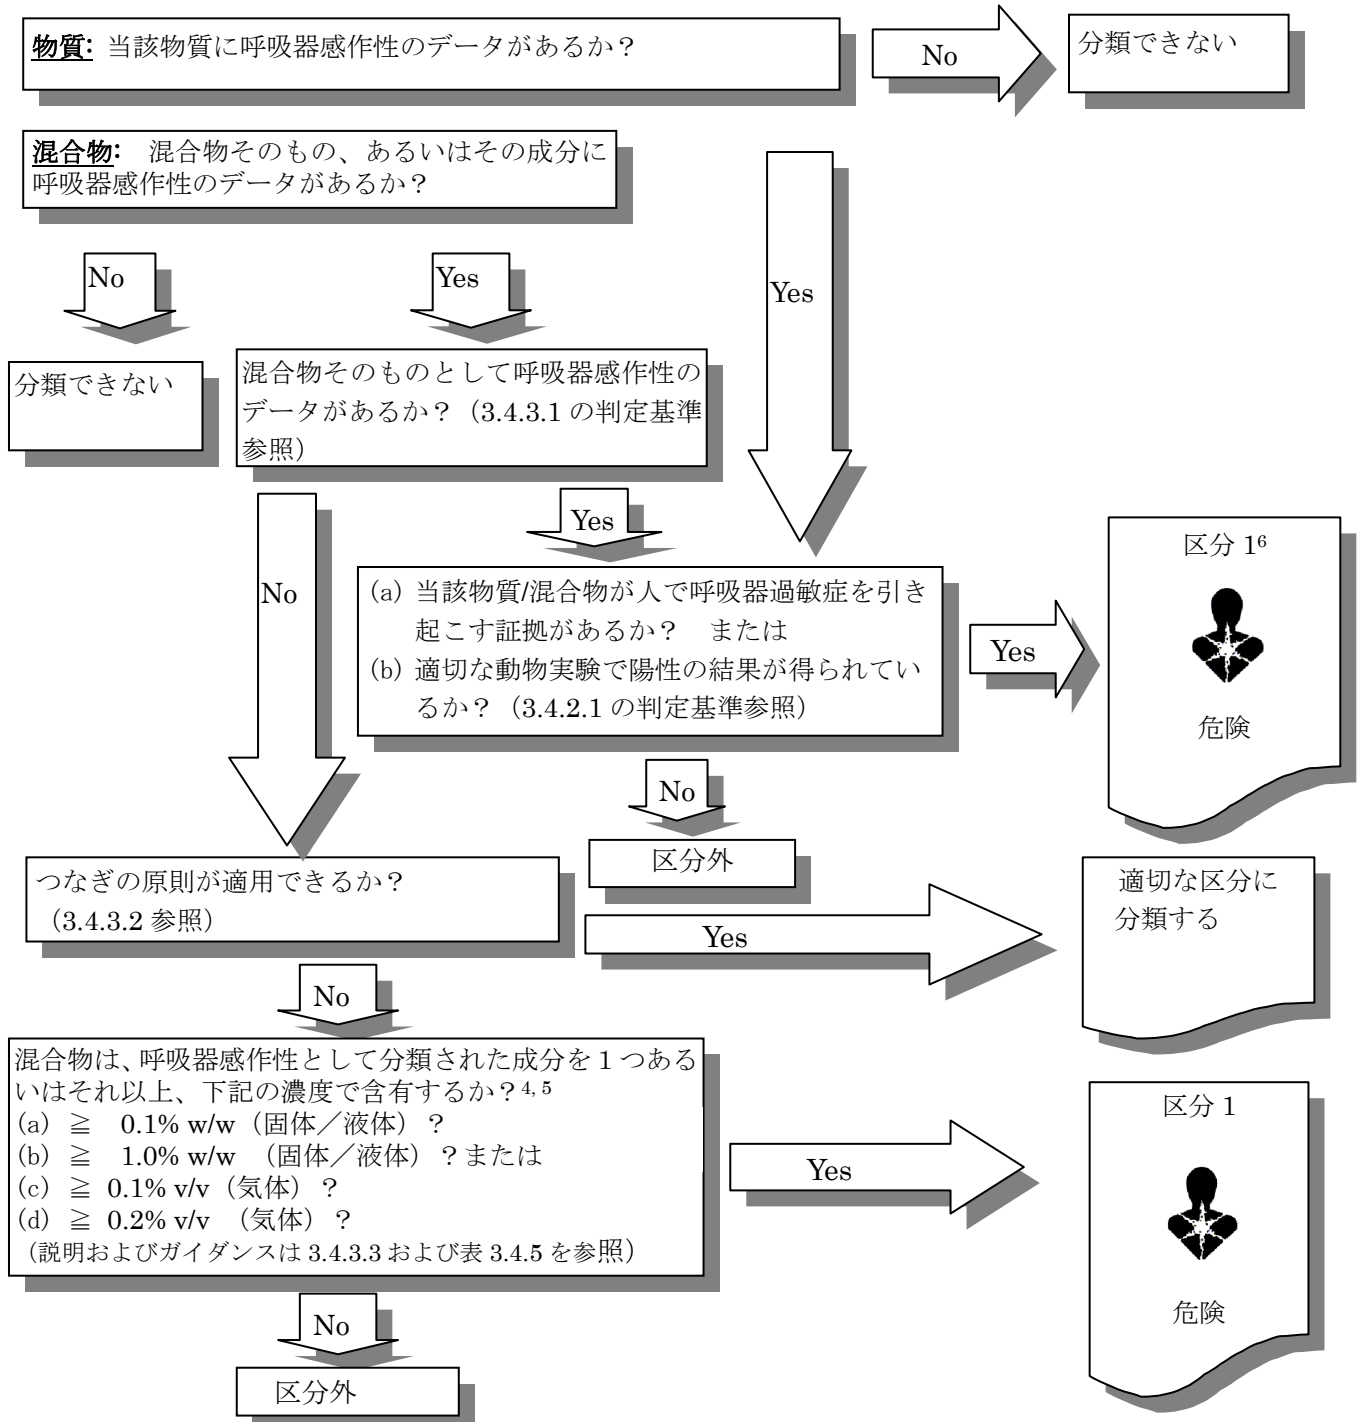 物質: 当該物質に呼吸器感作性のデータがあるか？
No
分類できない
混合物: 混合物そのもの、あるいはその成分に
呼吸器感作性のデータがあるか？
No
Yes
Yes
分類できない
混合物そのものとして呼吸器感作性の
データがあるか？（3.4.3.1 の判定基準
参照）
Yes
No
(a) 当該物質/混合物が人で呼吸器過敏症を引き
起こす証拠があるか？ または
(b) 適切な動物実験で陽性の結果が得られてい
るか？（3.4.2.1 の判定基準参照）
Yes
区分 1⁶
危険
No
区分外
つなぎの原則が適用できるか？
（3.4.3.2 参照）
Yes
適切な区分に
分類する
No
混合物は、呼吸器感作性として分類された成分を 1 つある
いはそれ以上、下記の濃度で含有するか？⁴˒ ⁵
(a) ≧ 0.1% w/w（固体／液体）？
(b) ≧ 1.0% w/w （固体／液体）？または
(c) ≧ 0.1% v/v（気体）？
(d) ≧ 0.2% v/v （気体）？
（説明およびガイダンスは 3.4.3.3 および表 3.4.5 を参照）
Yes
区分 1
危険
No
区分外